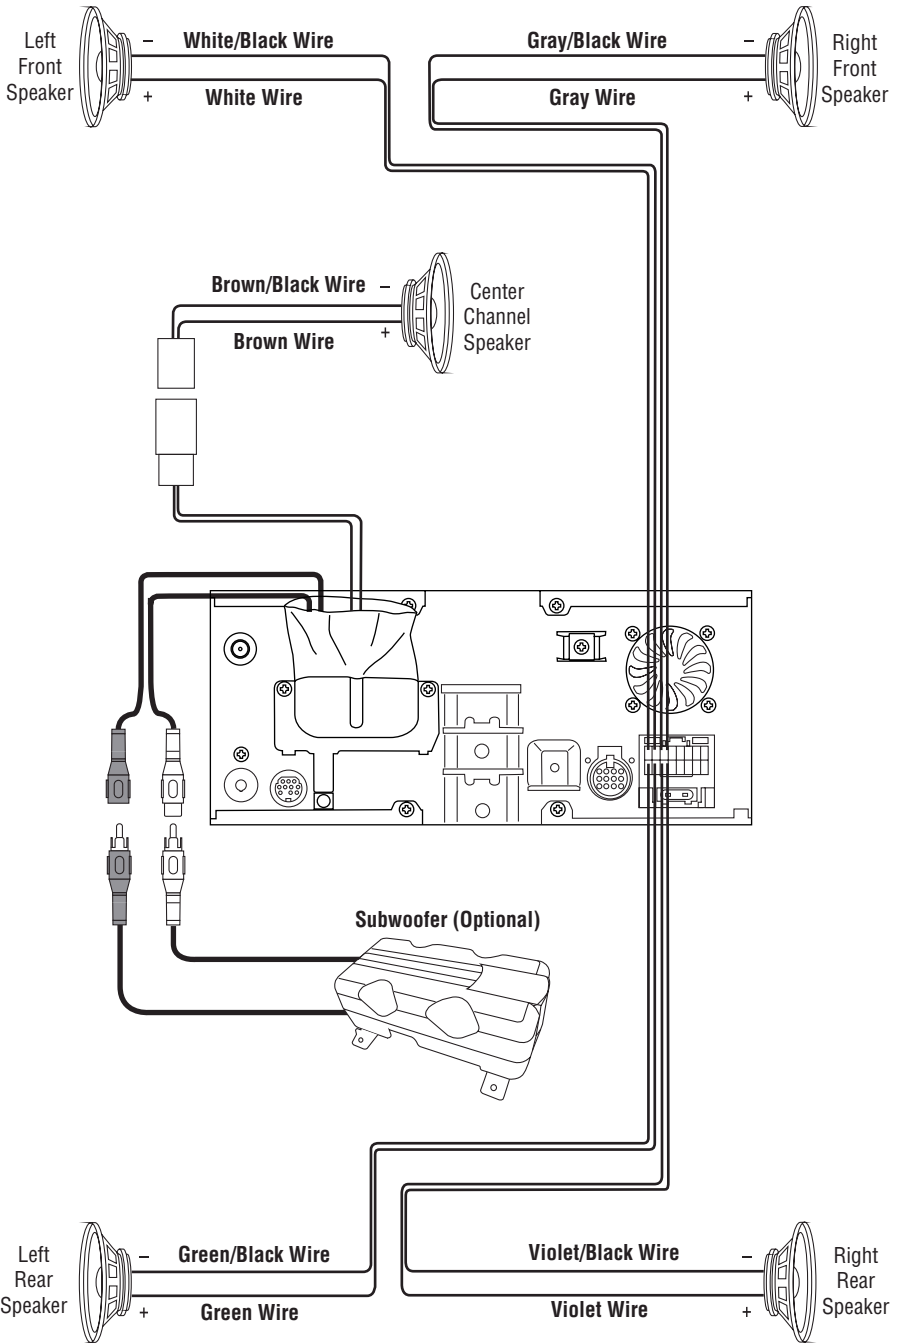 Left
Front
Speaker
−
White/Black Wire
White Wire
+
Gray/Black Wire
−
Gray Wire
+
Right
Front
Speaker
Brown/Black Wire
−
Brown Wire
+
Center
Channel
Speaker
Subwoofer (Optional)
Left
Rear
Speaker
−
Green/Black Wire
+
Green Wire
Violet/Black Wire
−
Violet Wire
+
Right
Rear
Speaker